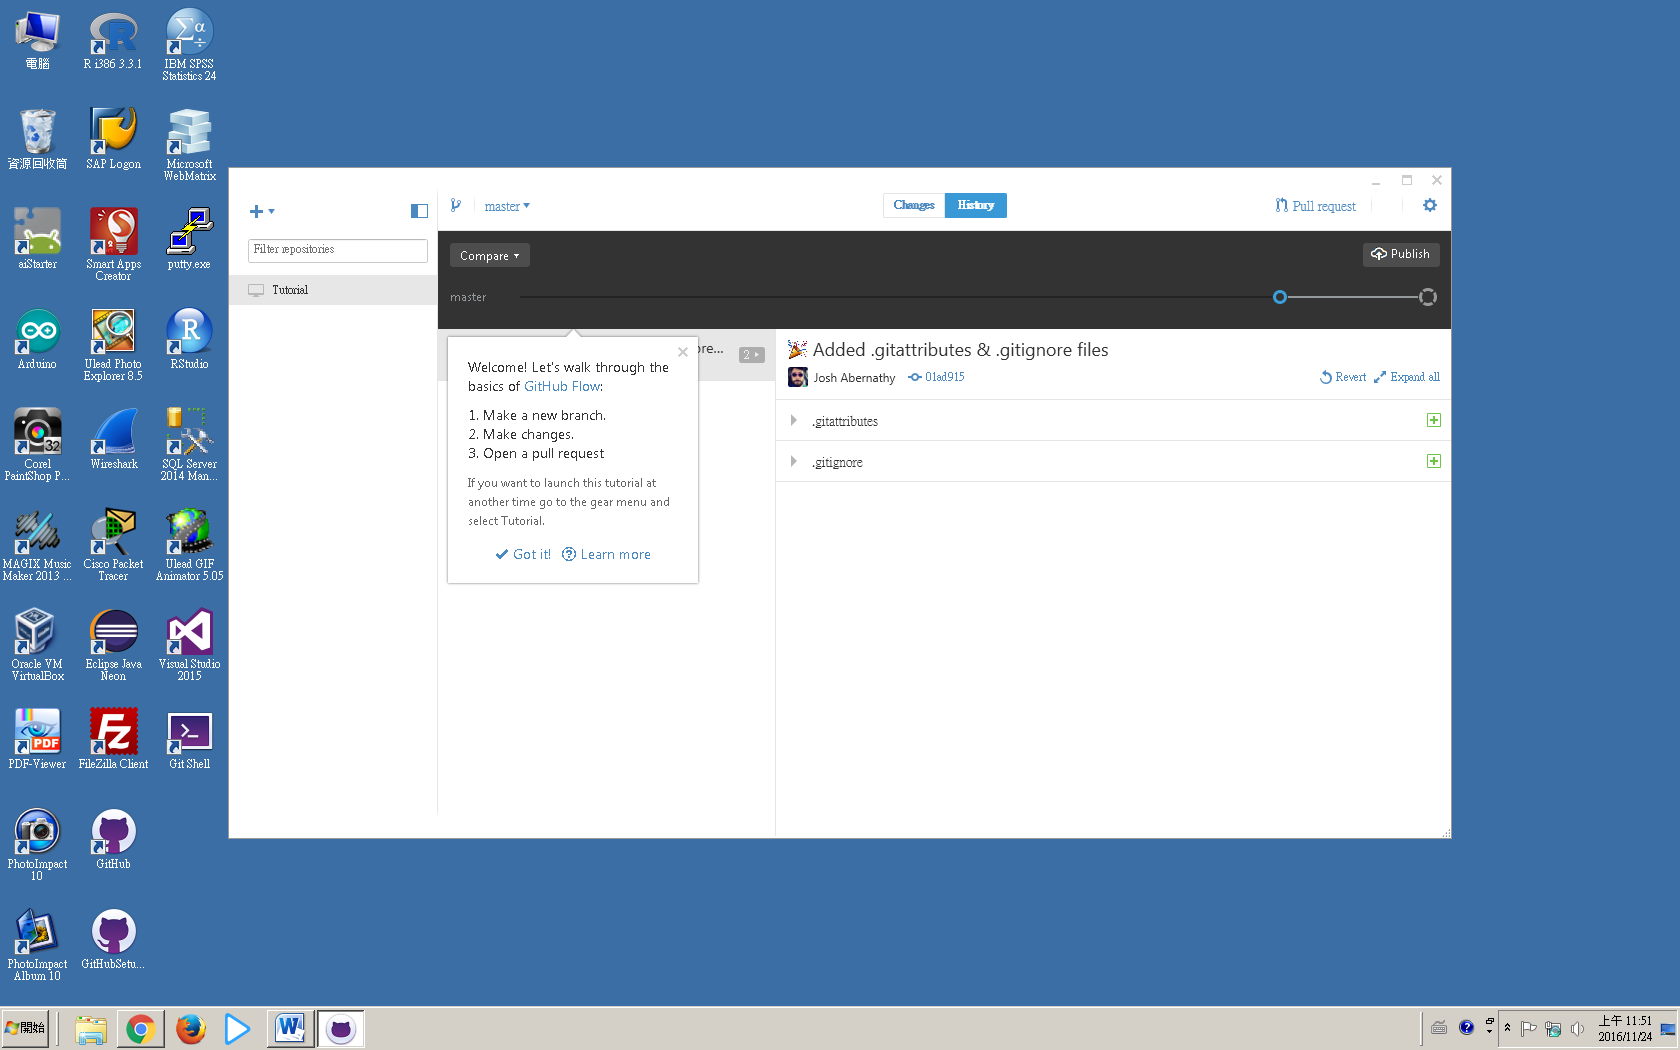 電腦
R i386 3.3.1
IBM SPSS
Statistics 24
資源回收筒
SAP Logon
Microsoft
WebMatrix
aiStarter
Smart Apps
Creator
putty.exe
Arduino
Ulead Photo
Explorer 8.5
RStudio
Corel
PaintShop P...
Wireshark
SQL Server
2014 Man...
MAGIX Music
Maker 2013 ...
Cisco Packet
Tracer
Ulead GIF
Animator 5.05
Oracle VM
VirtualBox
Eclipse Java
Neon
Visual Studio
2015
PDF-Viewer
FileZilla Client
Git Shell
PhotoImpact
10
GitHub
PhotoImpact
Album 10
GitHubSetu...
Filter repositories
Tutorial
master
Changes
History
Pull request
Compare
Publish
master
ore...
2
Welcome! Let's walk through the
basics of GitHub Flow:
1. Make a new branch.
2. Make changes.
3. Open a pull request
If you want to launch this tutorial at
another time go to the gear menu and
select Tutorial.
Got it!
Learn more
Added .gitattributes & .gitignore files
Josh Abernathy
01ad915
Revert
Expand all
.gitattributes
.gitignore
開始
上午 11:51
2016/11/24